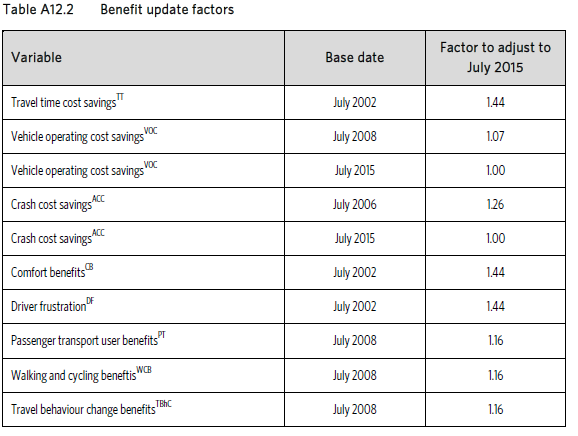 Table A12.2 Benefit update factors
Variable Base date Factor to adjust to
July 2015
Travel time cost savingsTT July 2002 1.44
Vehicle operating cost savingsVOC July 2008 1.07
Vehicle operating cost savingsVOC July 2015 1.00
Crash cost savingsACC July 2006 1.26
Crash cost savingsACC July 2015 1.00
Comfort benefitsCB July 2002 1.44
Driver frustrationDF July 2002 1.44
Passenger transport user benefitsPT July 2008 1.16
Walking and cycling beneftisWCB July 2008 1.16
Travel behaviour change benefitsTBhC July 2008 1.16